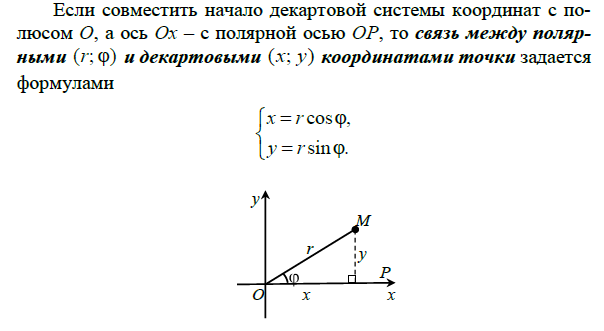 Если совместить начало декартовой системы координат с по-
люсом O, а ось Ox – с полярной осью OP, то связь между поляр-
ными (r; φ) и декартовыми (x; y) координатами точки задается
формулами
x = r cos φ,
y = r sin φ.
y
M
r
y
φ
P
O
x
x